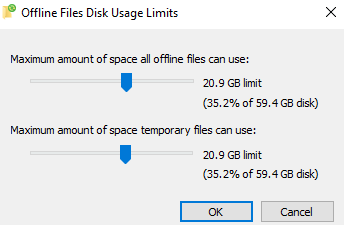 Offline Files Disk Usage Limits
Maximum amount of space all offline files can use:
20.9 GB limit
(35.2% of 59.4 GB disk)
Maximum amount of space temporary files can use:
20.9 GB limit
(35.2% of 59.4 GB disk)
OK Cancel